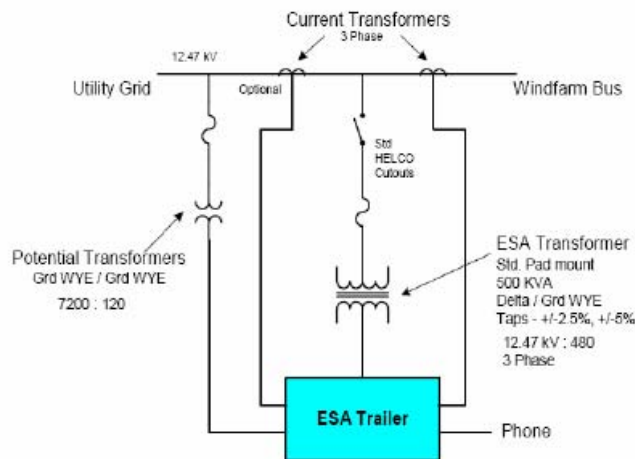 Current Transformers
3 Phase
12.47 kV
Utility Grid
Optional
Windfarm Bus
Std
HELCO
Cutouts
Potential Transformers
Grd WYE / Grd WYE
7200 : 120
ESA Transformer
Std. Pad mount
500 KVA
Delta / Grd WYE
Taps - +/-2.5%, +/-5%
12.47 kV : 480
3 Phase
ESA Trailer
Phone